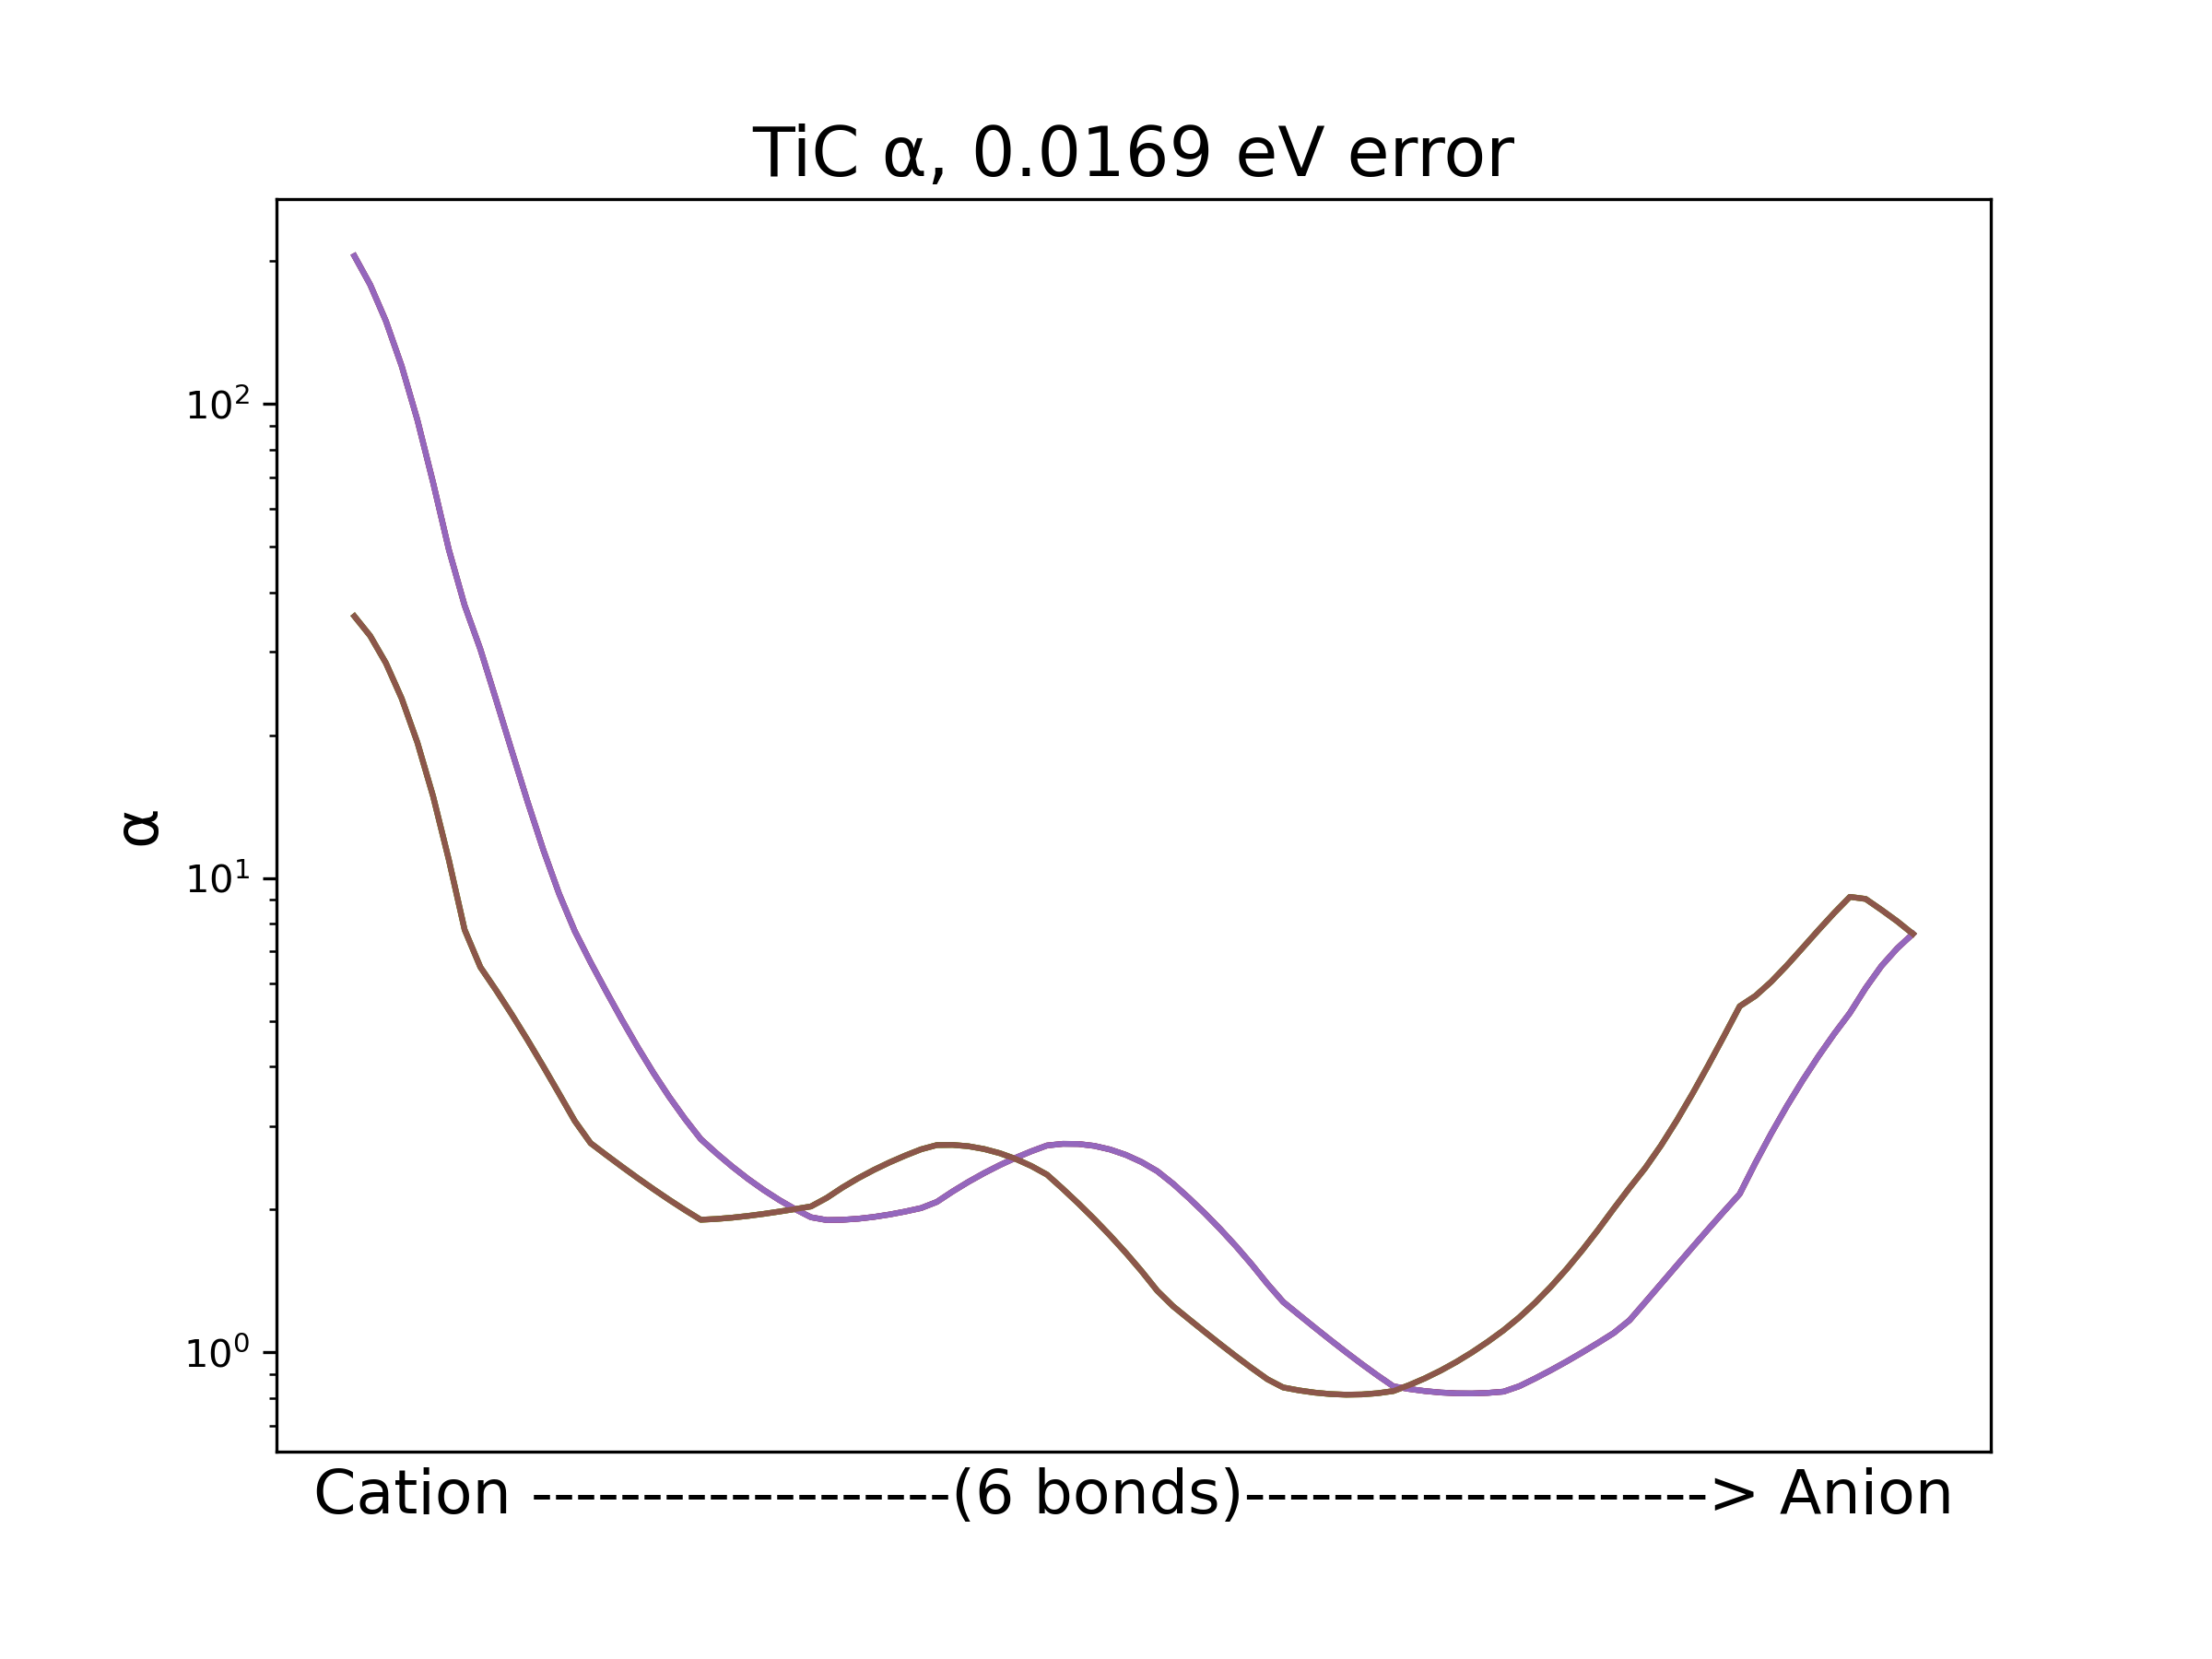 TiC α, 0.0169 eV error
α
10²
10¹
10⁰
Cation -------------------(6 bonds)---------------------> Anion